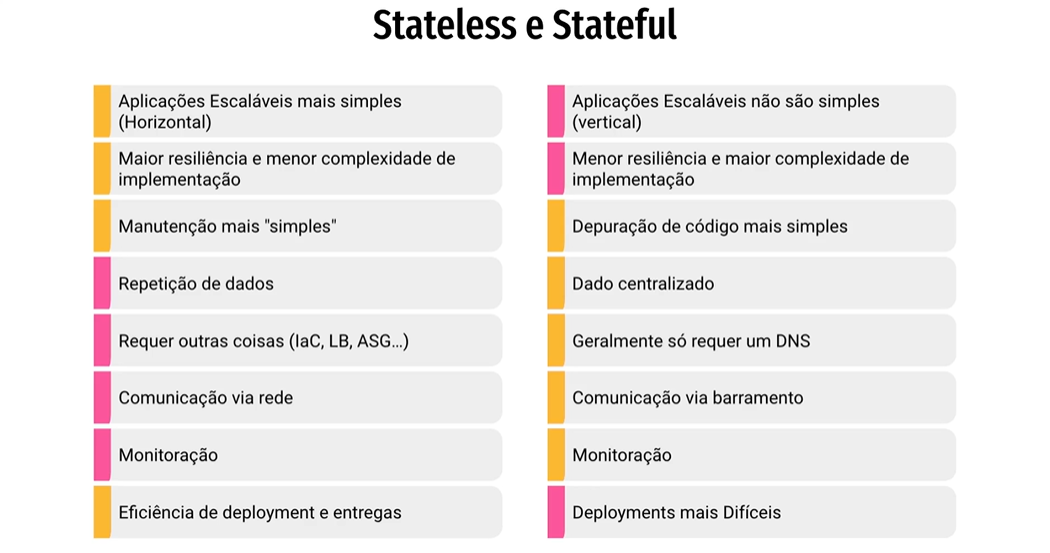 Stateless e Stateful
Aplicações Escaláveis mais simples
(Horizontal)
Maior resiliência e menor complexidade de
implementação
Manutenção mais "simples"
Repetição de dados
Requer outras coisas (IaC, LB, ASG...)
Comunicação via rede
Monitoração
Eficiência de deployment e entregas
Aplicações Escaláveis não são simples
(vertical)
Menor resiliência e maior complexidade de
implementação
Depuração de código mais simples
Dado centralizado
Geralmente só requer um DNS
Comunicação via barramento
Monitoração
Deployments mais Difíceis